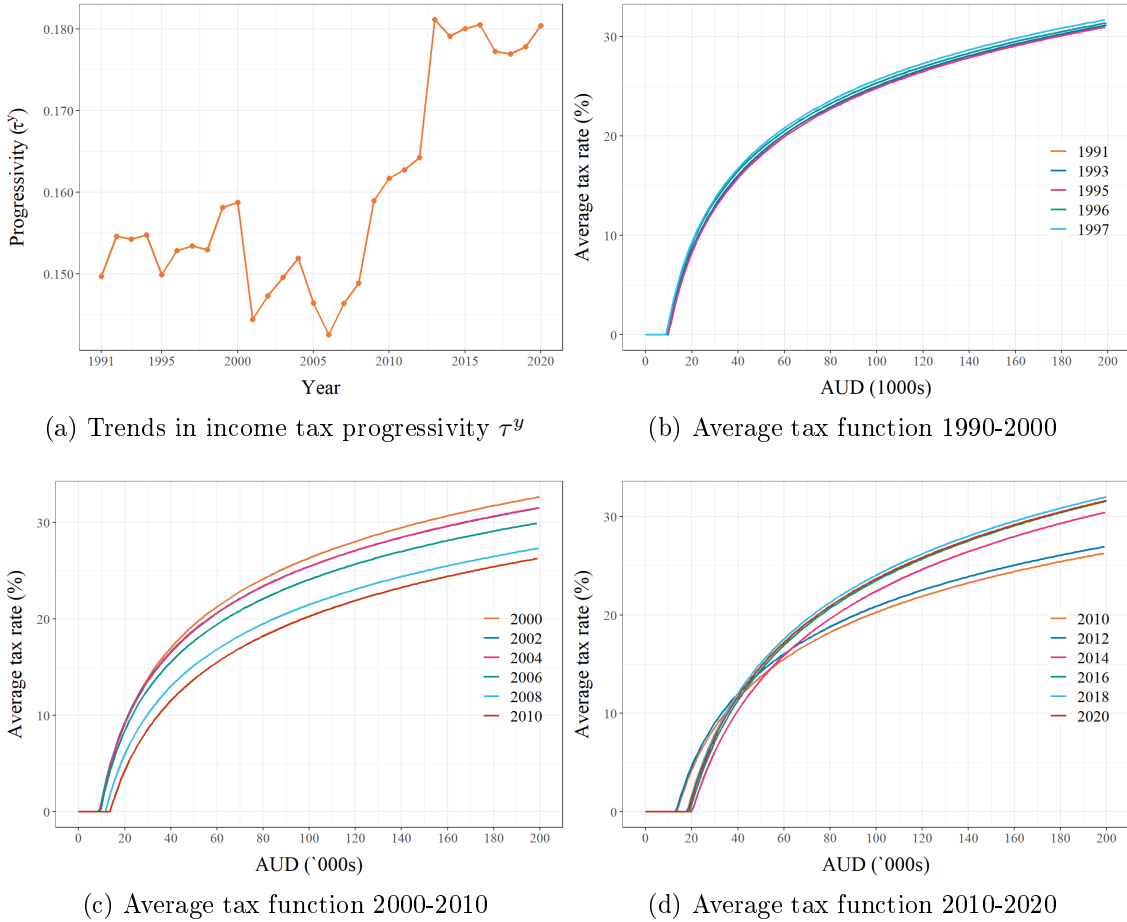 0.180
0.170
0.160
0.150
Progressivity (τʸ)
1991 1995 2000 2005 2010 2015 2020
Year
(a) Trends in income tax progressivity τʸ
30
20
10
0
Average tax rate (%)
1991
1993
1995
1996
1997
0 20 40 60 80 100 120 140 160 180 200
AUD (1000s)
(b) Average tax function 1990-2000
30
20
10
0
Average tax rate (%)
2000
2002
2004
2006
2008
2010
0 20 40 60 80 100 120 140 160 180 200
AUD (`000s)
(c) Average tax function 2000-2010
30
20
10
0
Average tax rate (%)
2010
2012
2014
2016
2018
2020
0 20 40 60 80 100 120 140 160 180 200
AUD (`000s)
(d) Average tax function 2010-2020